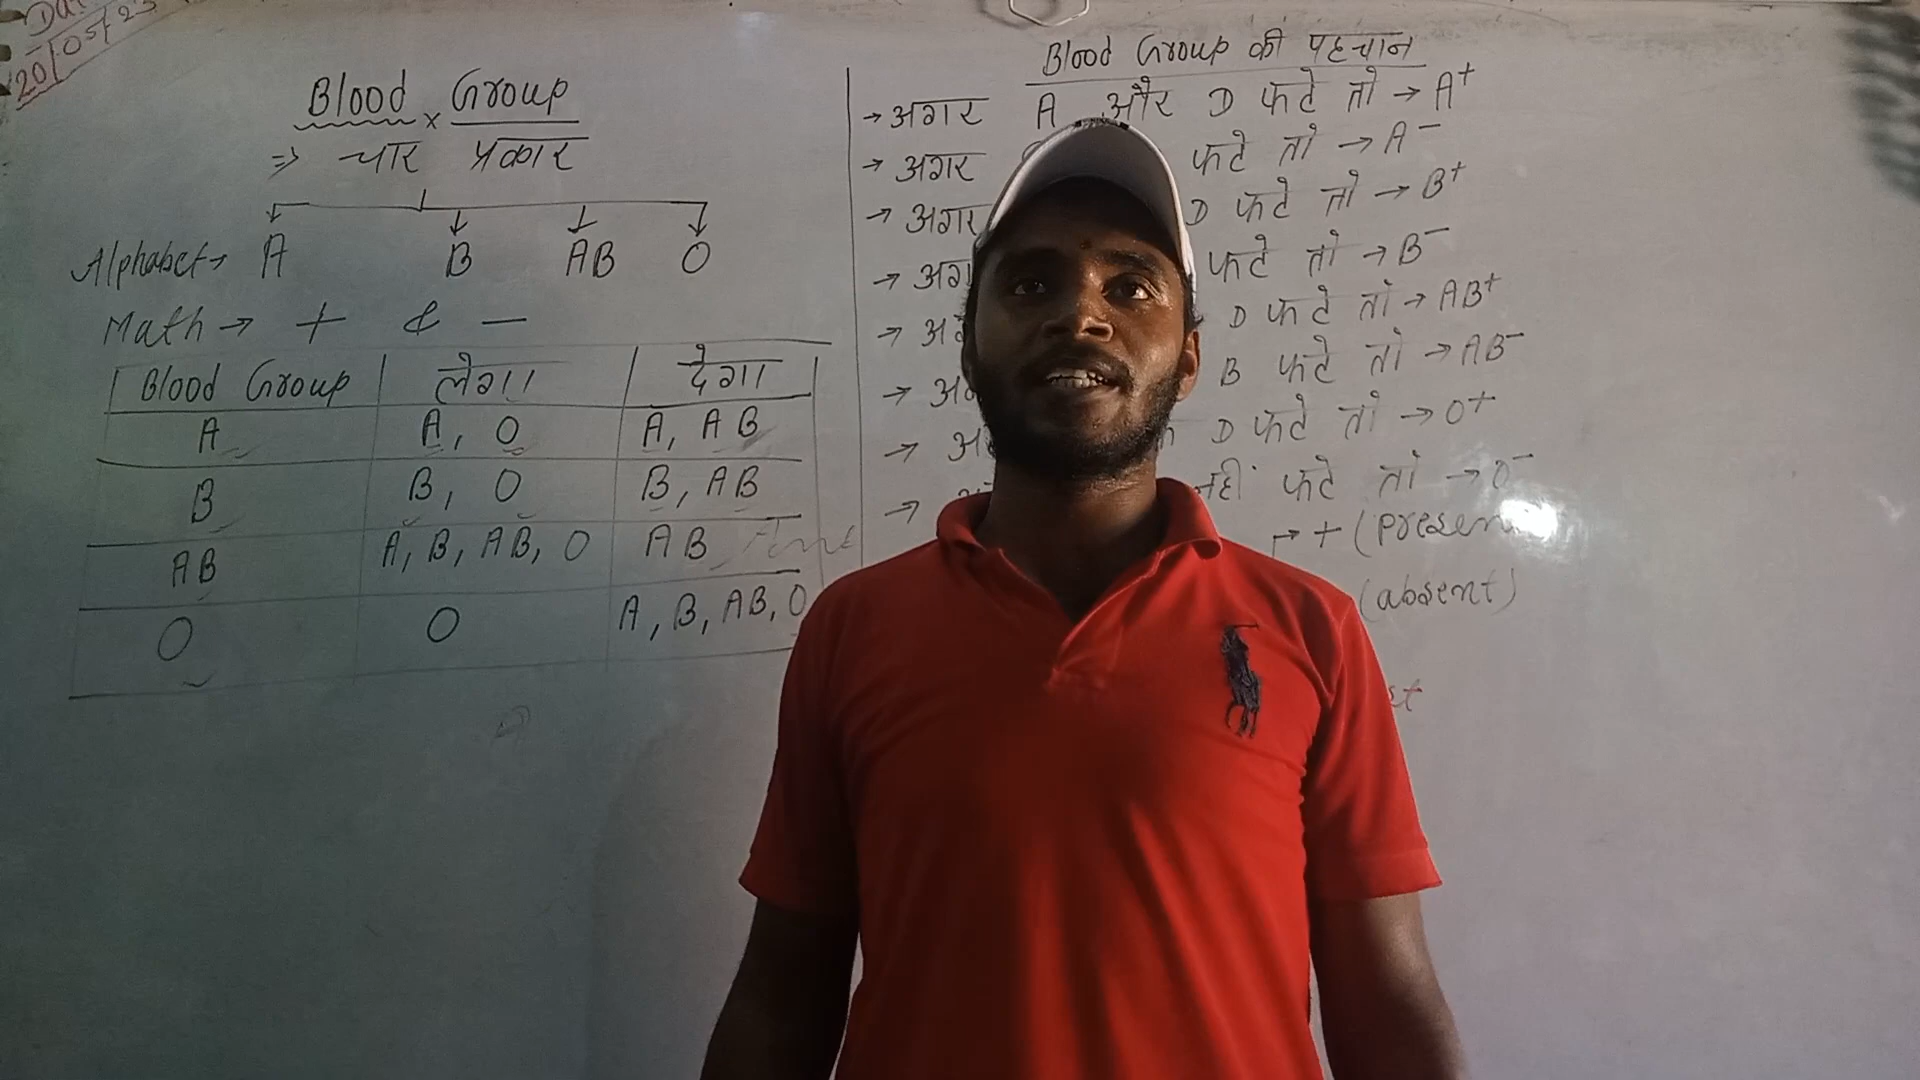 20/05/23
Blood Group
⇒ चार प्रकार
Alphabet→ A B AB O
Math → + & −
Blood Group लेगा देगा
A A, O A, AB
B B, O B, AB
AB A, B, AB, O AB
O O A, B, AB, O
Blood Group की पहचान
→ अगर A और D फटे तो → A⁺
→ अगर फटे तो → A⁻
→ अगर D फटे तो → B⁺
→ फटे तो → B⁻
→ D फटे तो → AB⁺
→ B फटे तो → AB⁻
→ D फटे तो → O⁺
→ नहीं फटे तो → O⁻
→ + (Presen
(absent)